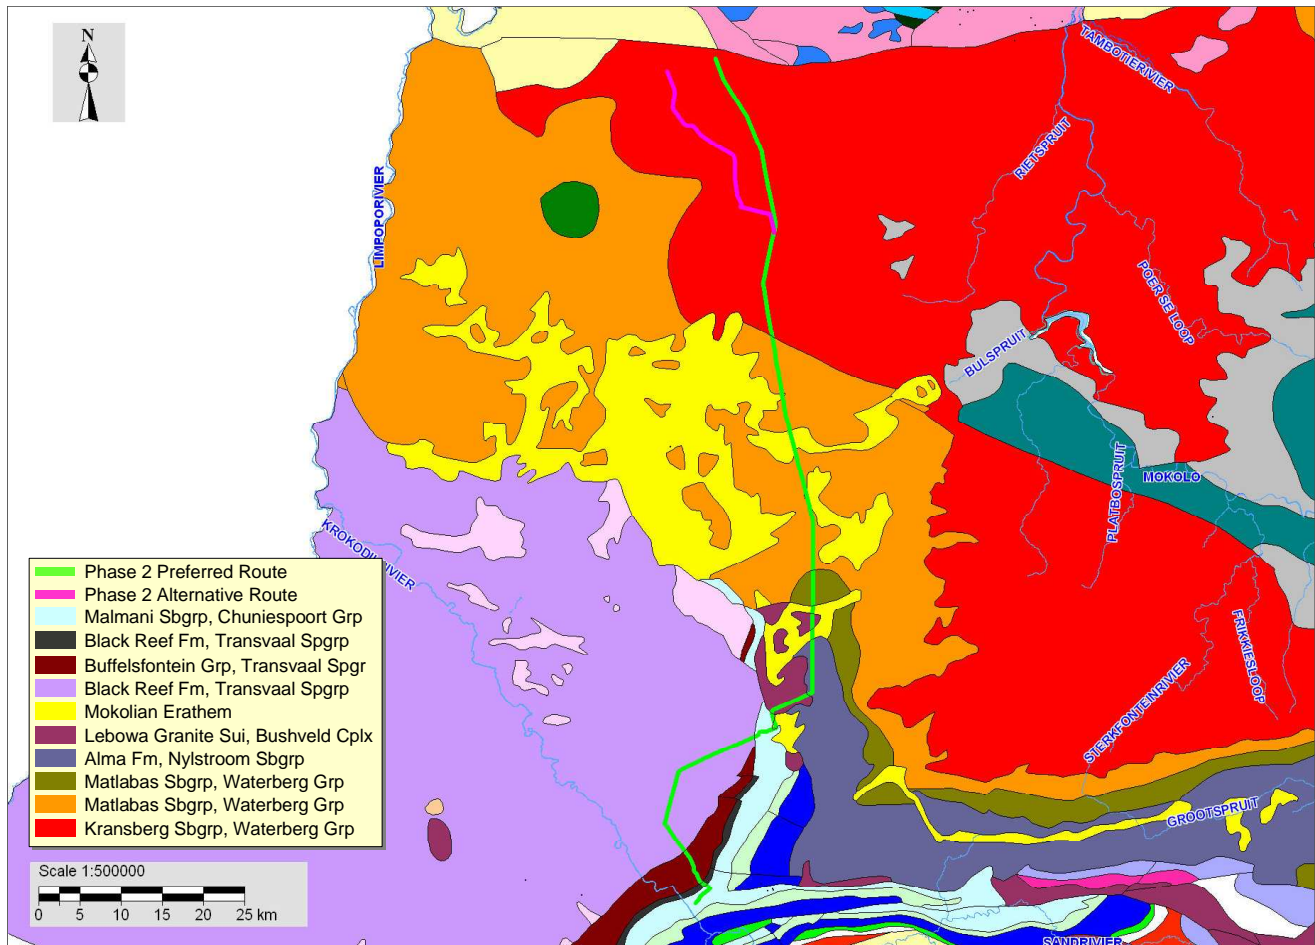 N
TAMBOTIERIVIER
RIETSPRUIT
LIMPOPORIVIER
POER SE LOOP
BULSPRUIT
PLATBOSPRUIT
MOKOLO
KROKODILRIVIER
FRIKKIESLOOP
STERKFONTEINRIVIER
GROOTSPRUIT
SANDRIVIER
Phase 2 Preferred Route
Phase 2 Alternative Route
Malmani Sbgrp, Chuniespoort Grp
Black Reef Fm, Transvaal Spgrp
Buffelsfontein Grp, Transvaal Spgr
Black Reef Fm, Transvaal Spgrp
Mokolian Erathem
Lebowa Granite Sui, Bushveld Cplx
Alma Fm, Nylstroom Sbgrp
Matlabas Sbgrp, Waterberg Grp
Matlabas Sbgrp, Waterberg Grp
Kransberg Sbgrp, Waterberg Grp
Scale 1:500000
0 5 10 15 20 25 km